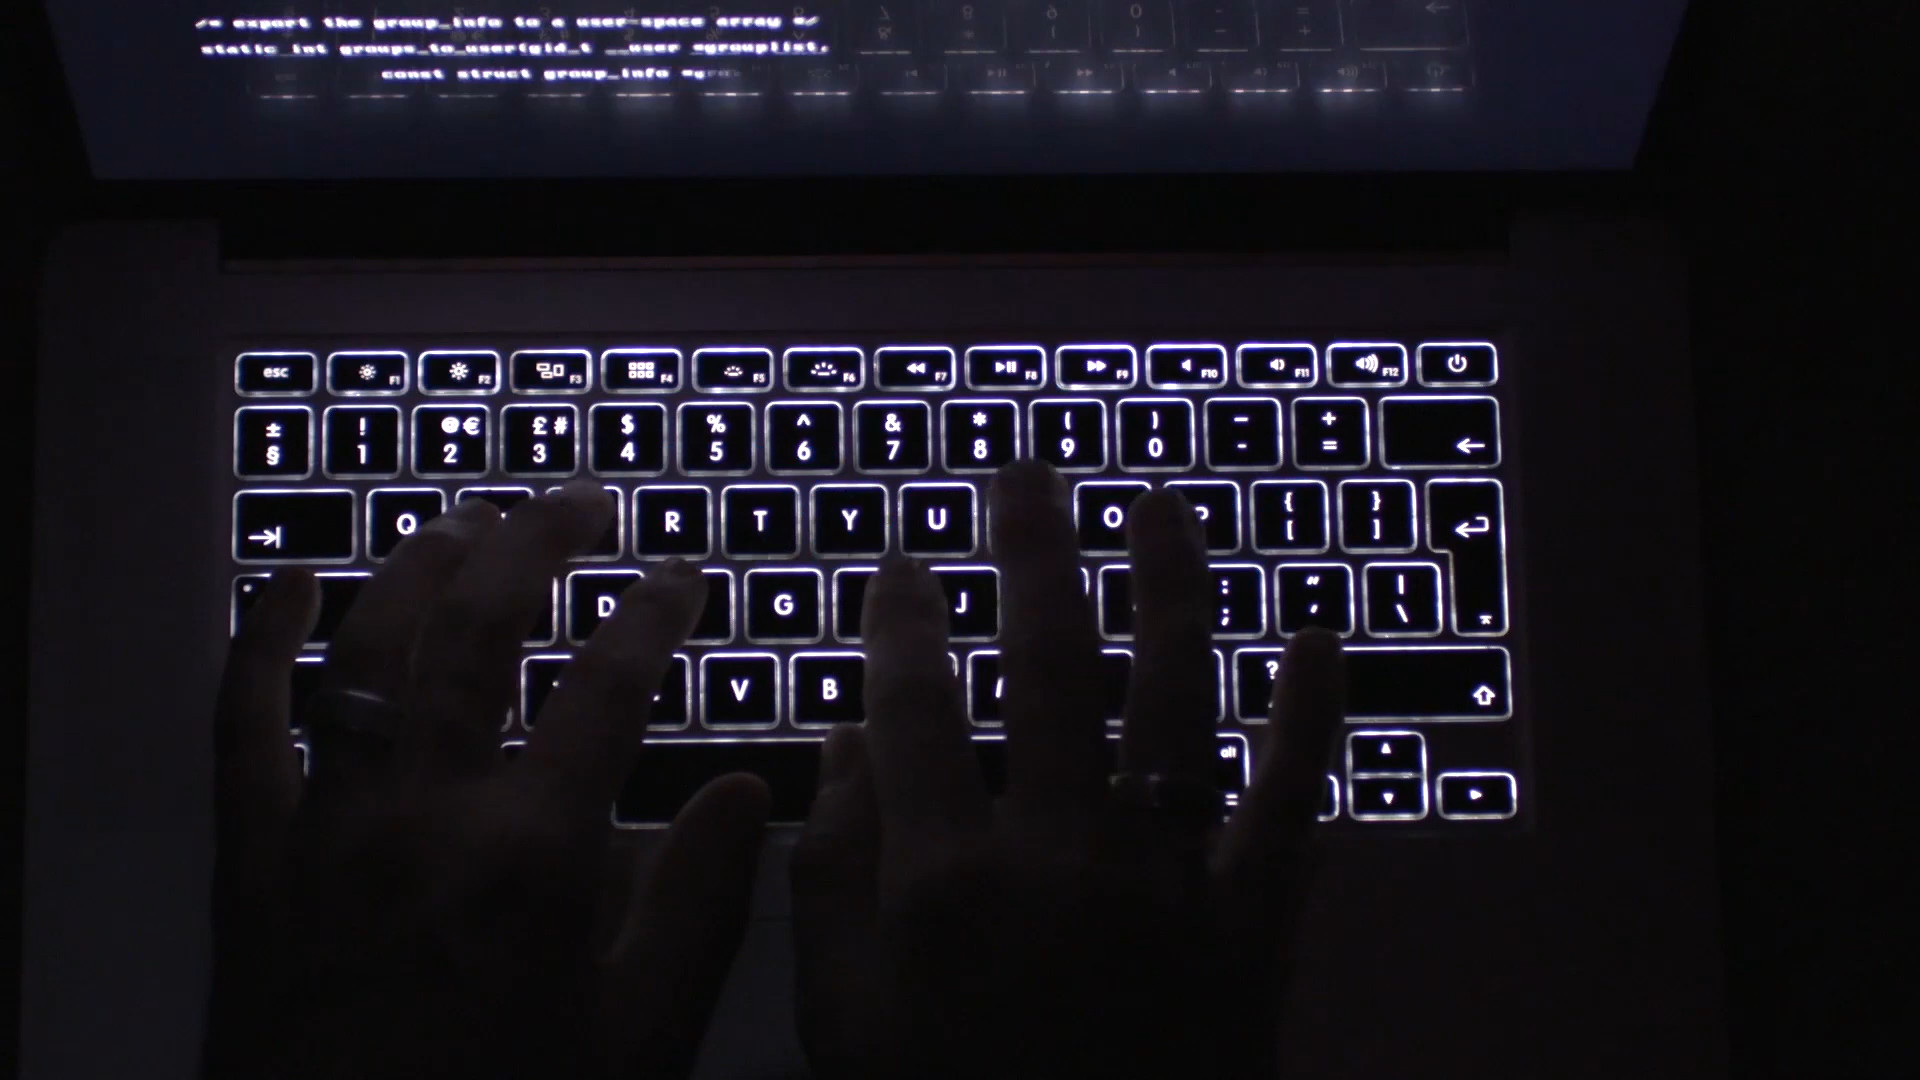 /* export the group_info to a user-space array */
static int groups_to_user(gid_t __user *grouplist,
const struct group_info *gro
esc F1 F2 F3 F4 F5 F6 F7 F8 F9 F10 F11 F12
± ! @ € £ # $ % ^ & * ( ) – +
§ 1 2 3 4 5 6 7 8 9 0 - =
Q R T Y U O P { }
[ ]
D G J : " |
; ' \
V B ?
alt